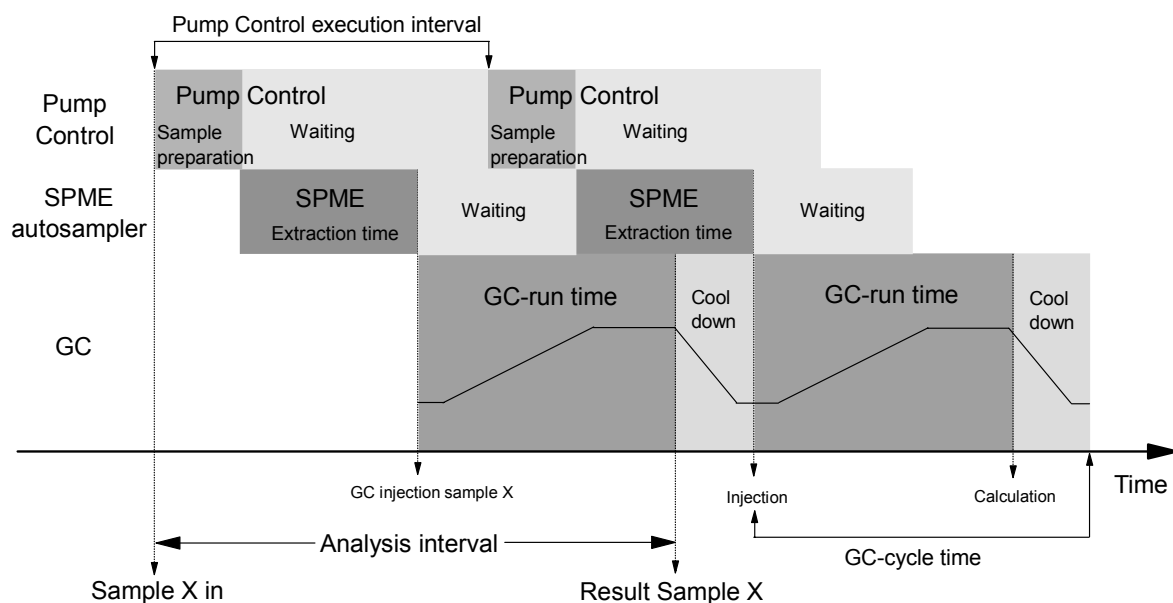 Pump Control execution interval
Pump
Control
Pump Control
Sample
preparation
Waiting
Pump Control
Sample
preparation
Waiting
SPME
autosampler
SPME
Extraction time
Waiting
SPME
Extraction time
Waiting
GC
GC-run time
Cool
down
GC-run time
Cool
down
Time
GC injection sample X
Injection
Calculation
Analysis interval
GC-cycle time
Sample X in
Result Sample X